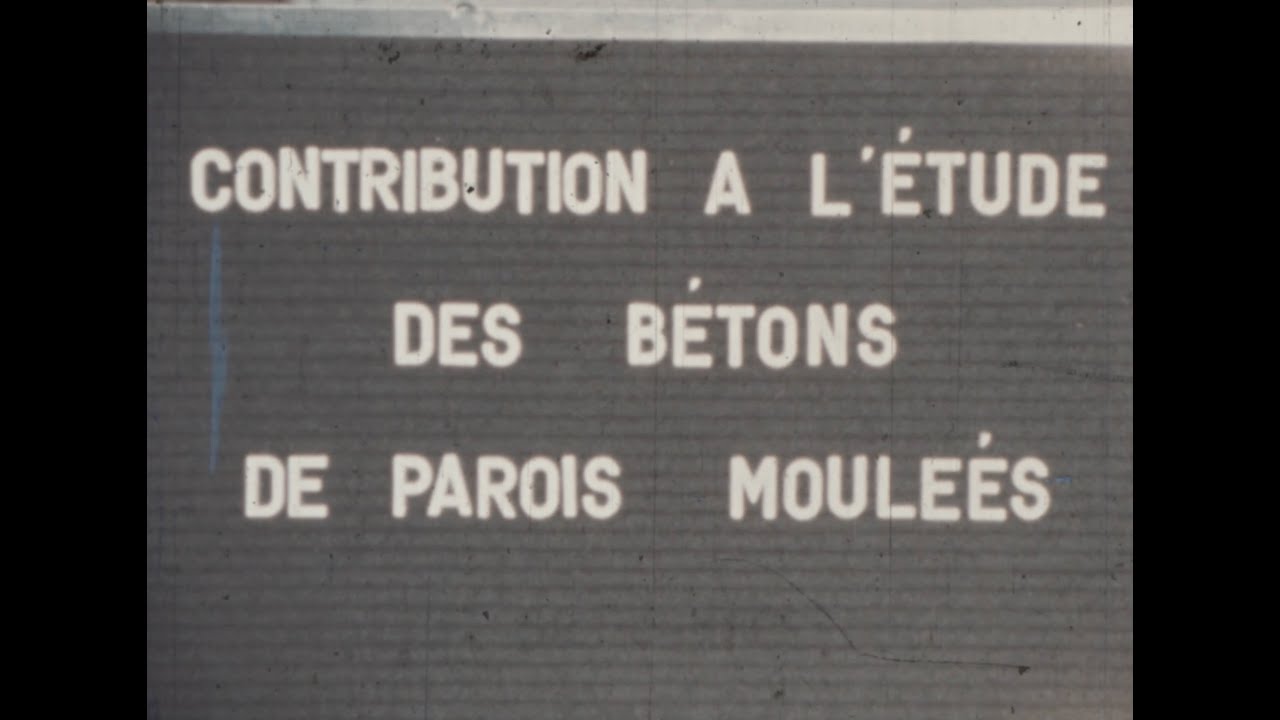 CONTRIBUTION A L'ÉTUDE
DES BÉTONS
DE PAROIS MOULEÉS